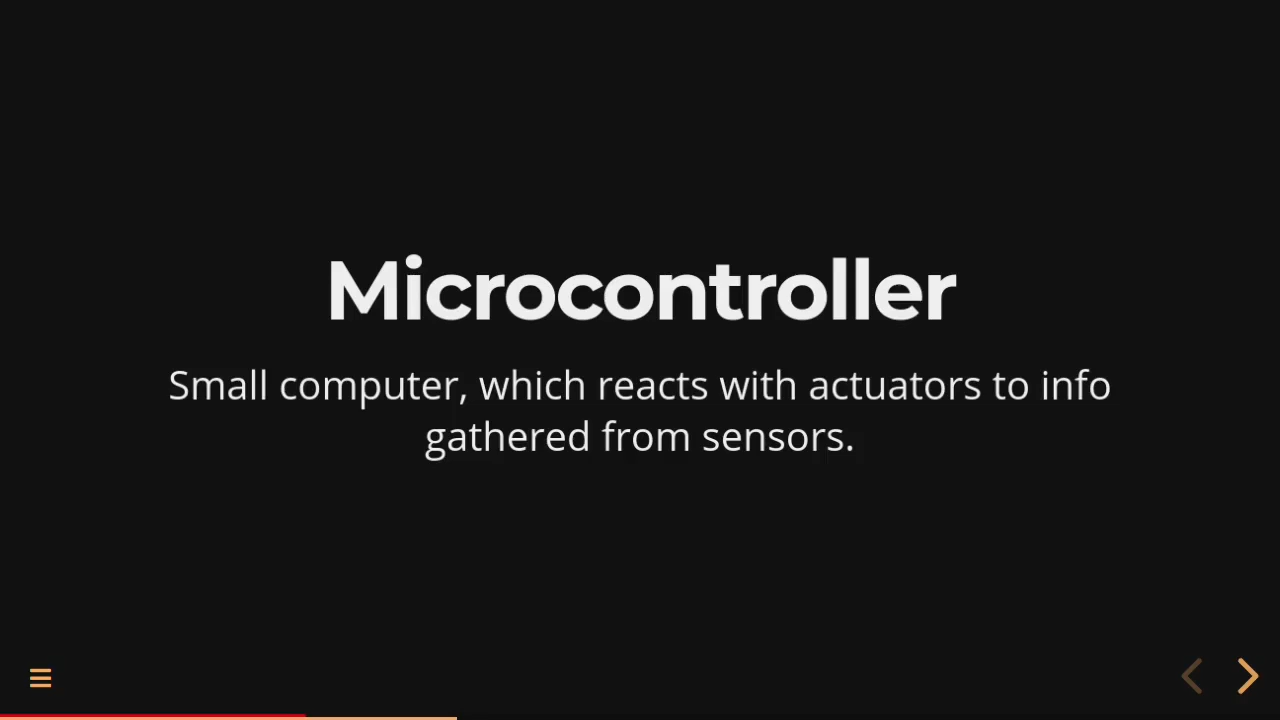 Microcontroller
Small computer, which reacts with actuators to info
gathered from sensors.